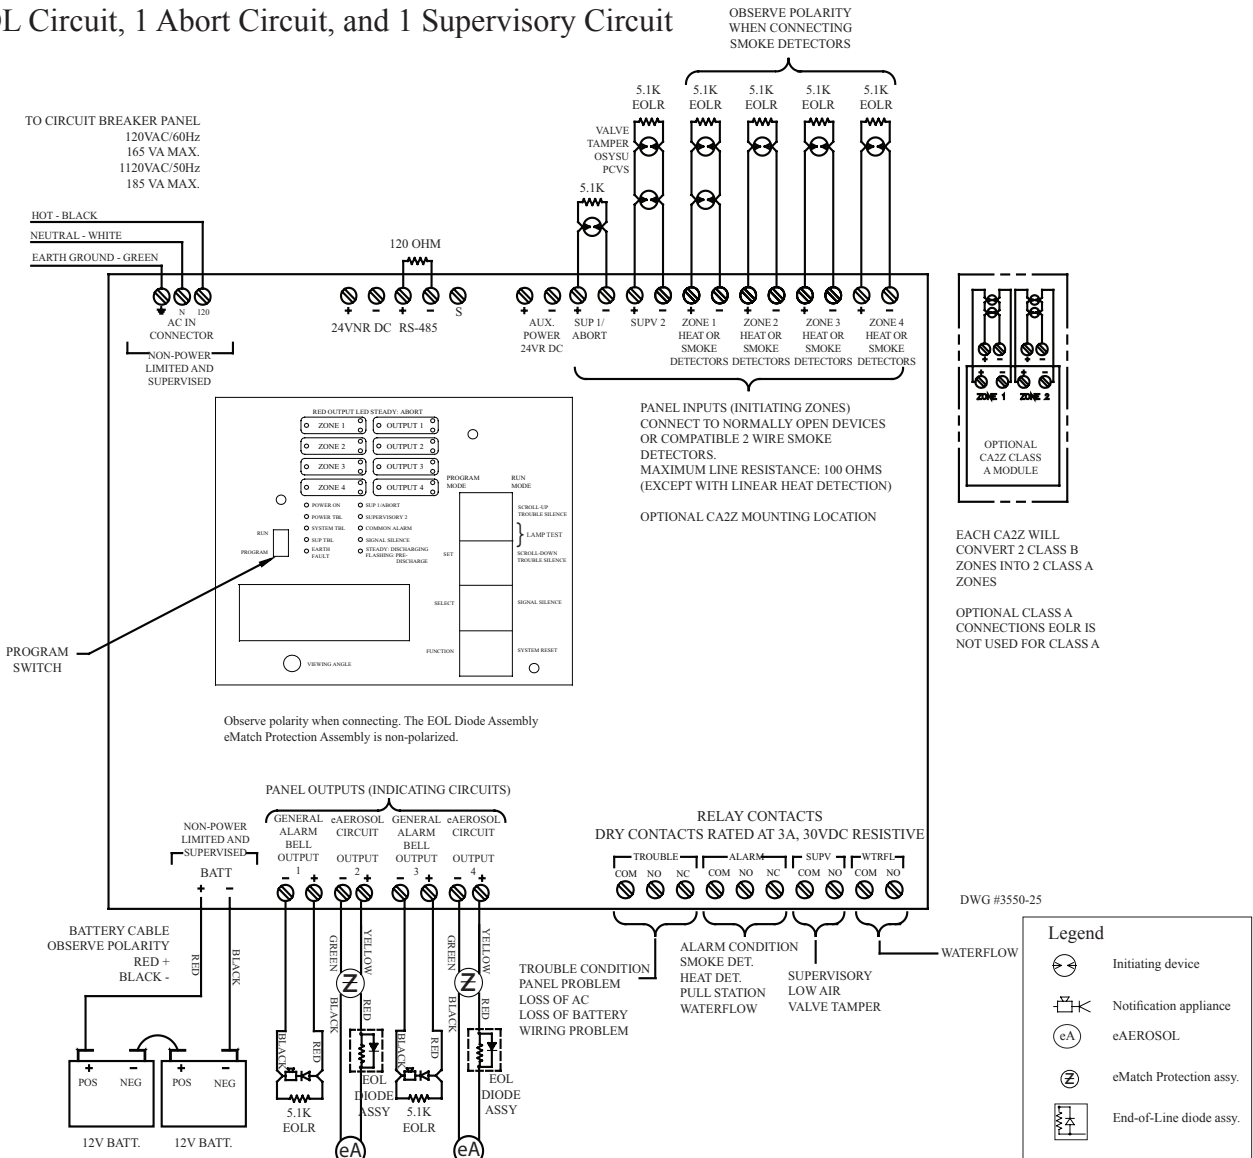 OL Circuit, 1 Abort Circuit, and 1 Supervisory Circuit
OBSERVE POLARITY
WHEN CONNECTING
SMOKE DETECTORS
TO CIRCUIT BREAKER PANEL
120VAC/60Hz
165 VA MAX.
1120VAC/50Hz
185 VA MAX.
HOT - BLACK
NEUTRAL - WHITE
EARTH GROUND - GREEN
120 OHM
VALVE
TAMPER
OSYSU
PCVS
5.1K
5.1K
EOLR
5.1K
EOLR
5.1K
EOLR
5.1K
EOLR
5.1K
EOLR
N 120
AC IN
CONNECTOR
NON-POWER
LIMITED AND
SUPERVISED
+ -
24VNR DC
+ -
RS-485
S
+ -
AUX.
POWER
24VR DC
+ -
SUP 1/
ABORT
+ -
SUPV 2
+ -
ZONE 1
HEAT OR
SMOKE
DETECTORS
+ -
ZONE 2
HEAT OR
SMOKE
DETECTORS
+ -
ZONE 3
HEAT OR
SMOKE
DETECTORS
+ -
ZONE 4
HEAT OR
SMOKE
DETECTORS
PANEL INPUTS (INITIATING ZONES)
CONNECT TO NORMALLY OPEN DEVICES
OR COMPATIBLE 2 WIRE SMOKE
DETECTORS.
MAXIMUM LINE RESISTANCE: 100 OHMS
(EXCEPT WITH LINEAR HEAT DETECTION)
OPTIONAL CA2Z MOUNTING LOCATION
+ - + -
+ - + -
ZONE 1 ZONE 2
OPTIONAL
CA2Z CLASS
A MODULE
EACH CA2Z WILL
CONVERT 2 CLASS B
ZONES INTO 2 CLASS A
ZONES
OPTIONAL CLASS A
CONNECTIONS EOLR IS
NOT USED FOR CLASS A
RED OUTPUT LED STEADY: ABORT
ZONE 1 OUTPUT 1
ZONE 2 OUTPUT 2
ZONE 3 OUTPUT 3
ZONE 4 OUTPUT 4
POWER ON SUP 1/ABORT
POWER TBL SUPERVISORY 2
SYSTEM TBL COMMON ALARM
SUP TBL SIGNAL SILENCE
EARTH
FAULT
STEADY: DISCHARGING
FLASHING: PRE-
DISCHARGE
RUN
PROGRAM
PROGRAM
MODE
RUN
MODE
SCROLL-UP
TROUBLE SILENCE
LAMP TEST
SET
SCROLL-DOWN
TROUBLE SILENCE
SELECT
SIGNAL SILENCE
FUNCTION
SYSTEM RESET
VIEWING ANGLE
PROGRAM
SWITCH
Observe polarity when connecting. The EOL Diode Assembly
eMatch Protection Assembly is non-polarized.
PANEL OUTPUTS (INDICATING CIRCUITS)
NON-POWER
LIMITED AND
SUPERVISED
BATT
+ -
GENERAL
ALARM
BELL
OUTPUT
1
- +
eAEROSOL
CIRCUIT
OUTPUT
2
- +
GENERAL
ALARM
BELL
OUTPUT
3
- +
eAEROSOL
CIRCUIT
OUTPUT
4
- +
RELAY CONTACTS
DRY CONTACTS RATED AT 3A, 30VDC RESISTIVE
TROUBLE ALARM SUPV WTRFL
COM NO NC COM NO NC COM NO COM NO
DWG #3550-25
BATTERY CABLE
OBSERVE POLARITY
RED +
BLACK -
RED
BLACK
GREEN
YELLOW
GREEN
YELLOW
Z
Z
BLACK
RED
BLACK
RED
BLACK
RED
BLACK
RED
EOL
DIODE
ASSY
EOL
DIODE
ASSY
5.1K
EOLR
5.1K
EOLR
eA
eA
+ - + -
POS NEG POS NEG
12V BATT. 12V BATT.
TROUBLE CONDITION
PANEL PROBLEM
LOSS OF AC
LOSS OF BATTERY
WIRING PROBLEM
ALARM CONDITION
SMOKE DET.
HEAT DET.
PULL STATION
WATERFLOW
SUPERVISORY
LOW AIR
VALVE TAMPER
WATERFLOW
Legend
Initiating device
Notification appliance
eA eAEROSOL
Z eMatch Protection assy.
End-of-Line diode assy.